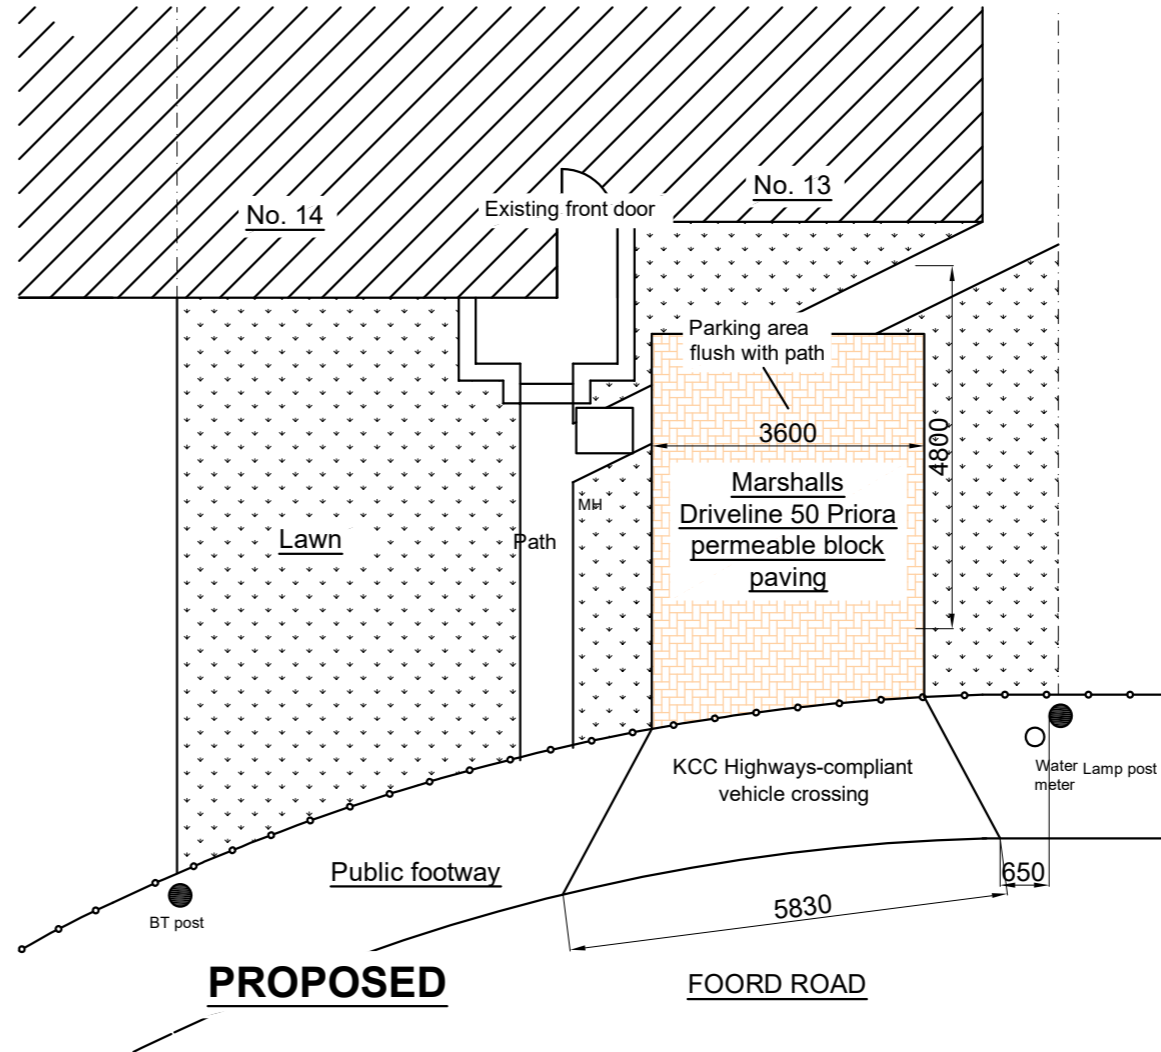 No. 14
Existing front door
No. 13
Parking area
flush with path
3600
4800
Marshalls
Driveline 50 Priora
permeable block
paving
MH
Lawn
Path
KCC Highways-compliant
vehicle crossing
Water
meter
Lamp post
Public footway
650
BT post
5830
PROPOSED
FOORD ROAD